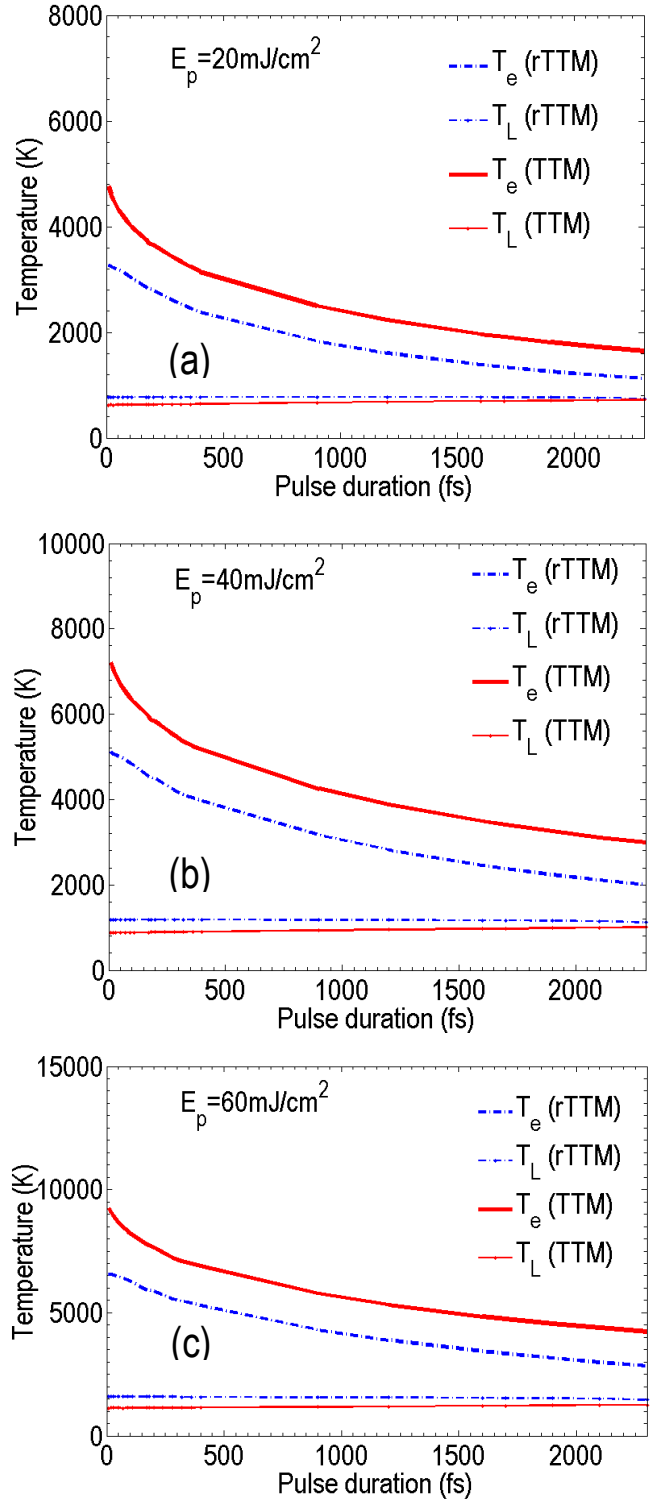 8000
E_p=20mJ/cm^2
T_e (rTTM)
T_L (rTTM)
T_e (TTM)
T_L (TTM)
6000
4000
2000
0
Temperature (K)
(a)
0 500 1000 1500 2000
Pulse duration (fs)
10000
E_p=40mJ/cm^2
T_e (rTTM)
T_L (rTTM)
T_e (TTM)
T_L (TTM)
8000
6000
4000
2000
0
Temperature (K)
(b)
0 500 1000 1500 2000
Pulse duration (fs)
15000
E_p=60mJ/cm^2
T_e (rTTM)
T_L (rTTM)
T_e (TTM)
T_L (TTM)
10000
5000
0
Temperature (K)
(c)
0 500 1000 1500 2000
Pulse duration (fs)